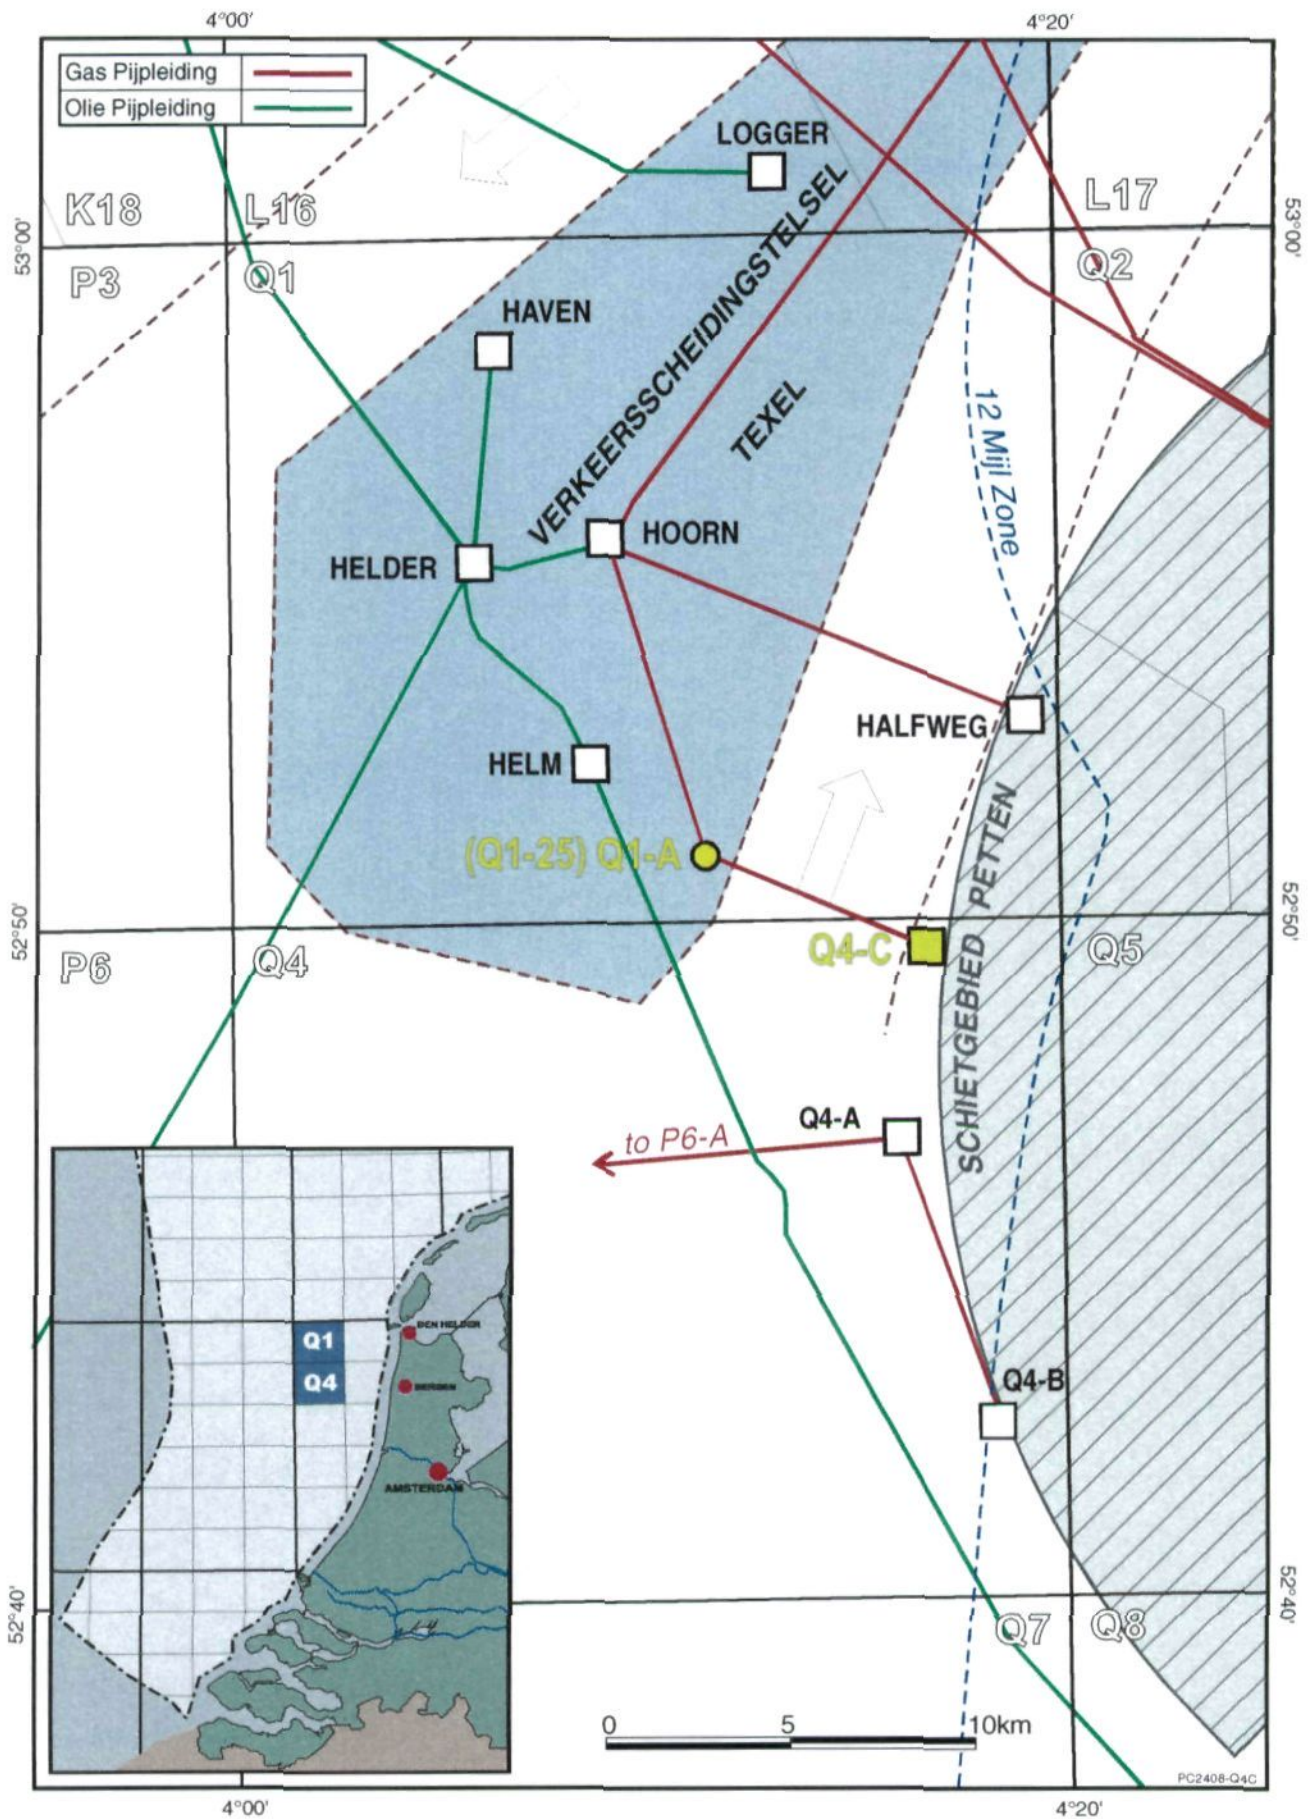 4°00'
4°20'
Gas Pijpleiding
Olie Pijpleiding
LOGGER
K18
L16
L17
53°00'
53°00'
P3
Q1
Q2
HAVEN
VERKEERSSCHEIDINGSTELSEL
TEXEL
12 Mijl Zone
HELDER
HOORN
HALFWEG
HELM
(Q1-25) Q1-A
SCHIETGEBIED PETTEN
52°50'
52°50'
P6
Q4
Q4-C
Q5
Q4-A
to P6-A
Q4-B
DEN HELDER
Q1
Q4
BERGEN
AMSTERDAM
52°40'
52°40'
Q7
Q8
0 5 10km
PC2408-Q4C
4°00'
4°20'